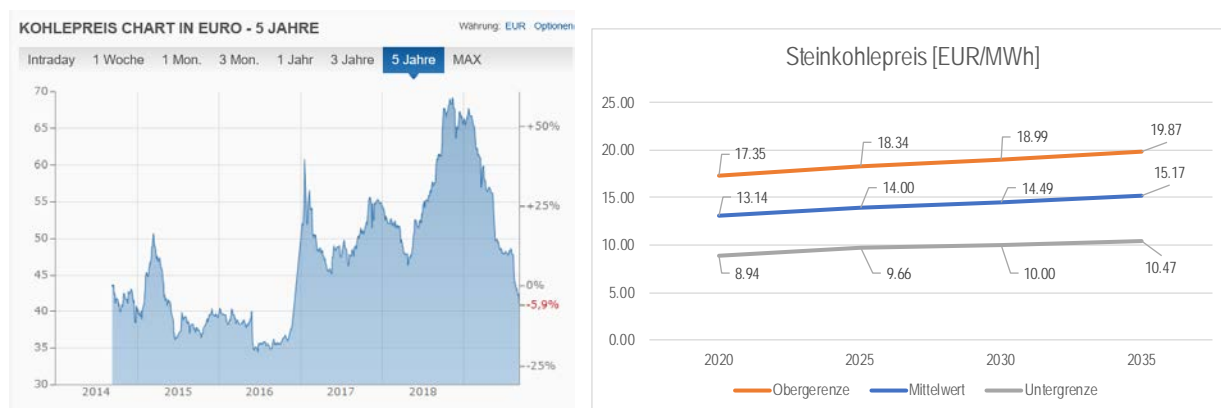 KOHLEPREIS CHART IN EURO - 5 JAHRE
Währung: EUR Optionen
Intraday 1 Woche 1 Mon. 3 Mon. 1 Jahr 3 Jahre 5 Jahre MAX
70
65
60
55
50
45
40
35
30
+50%
+25%
0%
-5,9%
-25%
2014 2015 2016 2017 2018
Steinkohlepreis [EUR/MWh]
25.00
20.00
15.00
10.00
5.00
0.00
17.35 18.34 18.99 19.87
13.14 14.00 14.49 15.17
8.94 9.66 10.00 10.47
2020 2025 2030 2035
Obergerenze Mittelwert Untergrenze